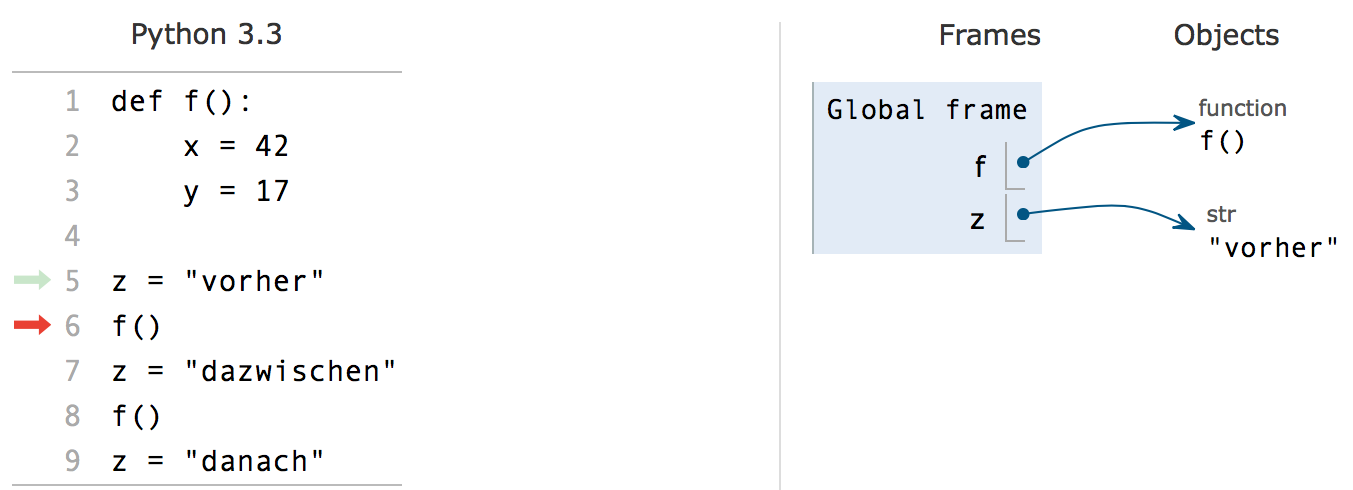 Python 3.3
1 def f():
2     x = 42
3     y = 17
4
5 z = "vorher"
6 f()
7 z = "dazwischen"
8 f()
9 z = "danach"
Frames
Objects
Global frame
f
z
function
f()
str
"vorher"